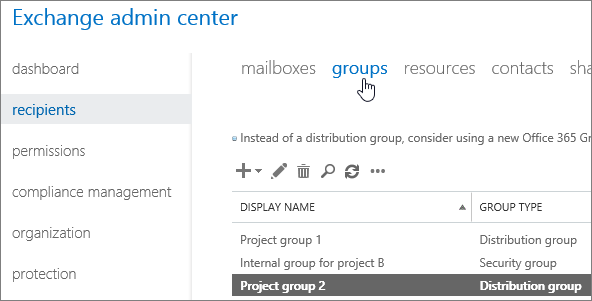 Exchange admin center
dashboard
recipients
permissions
compliance management
organization
protection
mailboxes groups resources contacts
Instead of a distribution group, consider using a new Office 365
DISPLAY NAME GROUP TYPE
Project group 1 Distribution group
Internal group for project B Security group
Project group 2 Distribution group